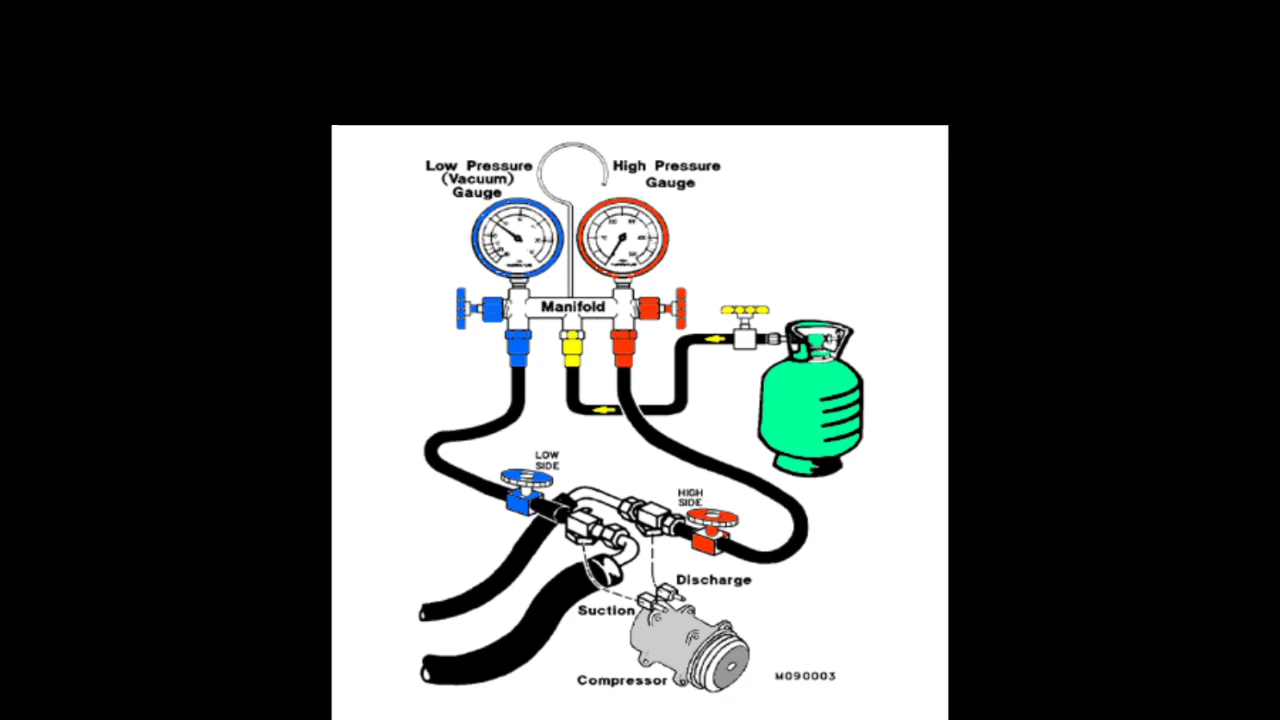 Low Pressure
(Vacuum)
Gauge
High Pressure
Gauge
Manifold
LOW
SIDE
HIGH
SIDE
Discharge
Suction
Compressor
M090003